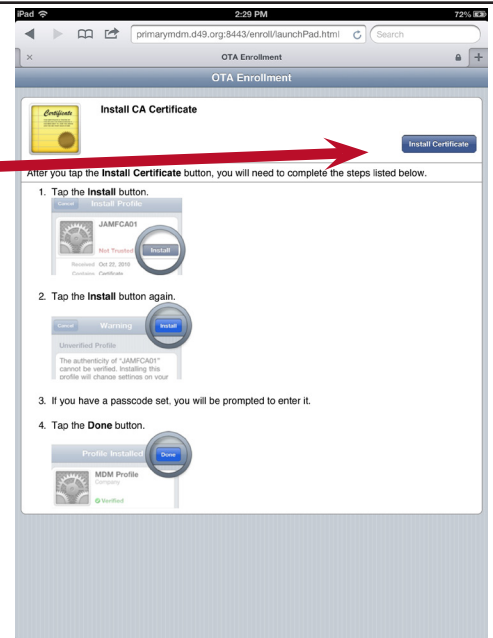 iPad 2:29 PM 72%
primarymdm.d49.org:8443/enroll/launchPad.html Search
OTA Enrollment
OTA Enrollment
Certificate
Install CA Certificate
Install Certificate
After you tap the Install Certificate button, you will need to complete the steps listed below.
1. Tap the Install button.
Cancel Install Profile
JAMFCA01
Not Trusted Install
Received Oct 22, 2010
Contains Certificate
2. Tap the Install button again.
Cancel Warning Install
Unverified Profile
The authenticity of "JAMFCA01"
cannot be verified. Installing this
profile will change settings on your
3. If you have a passcode set. you will be prompted to enter it.
4. Tap the Done button.
Profile Installed Done
MDM Profile
Company
Verified